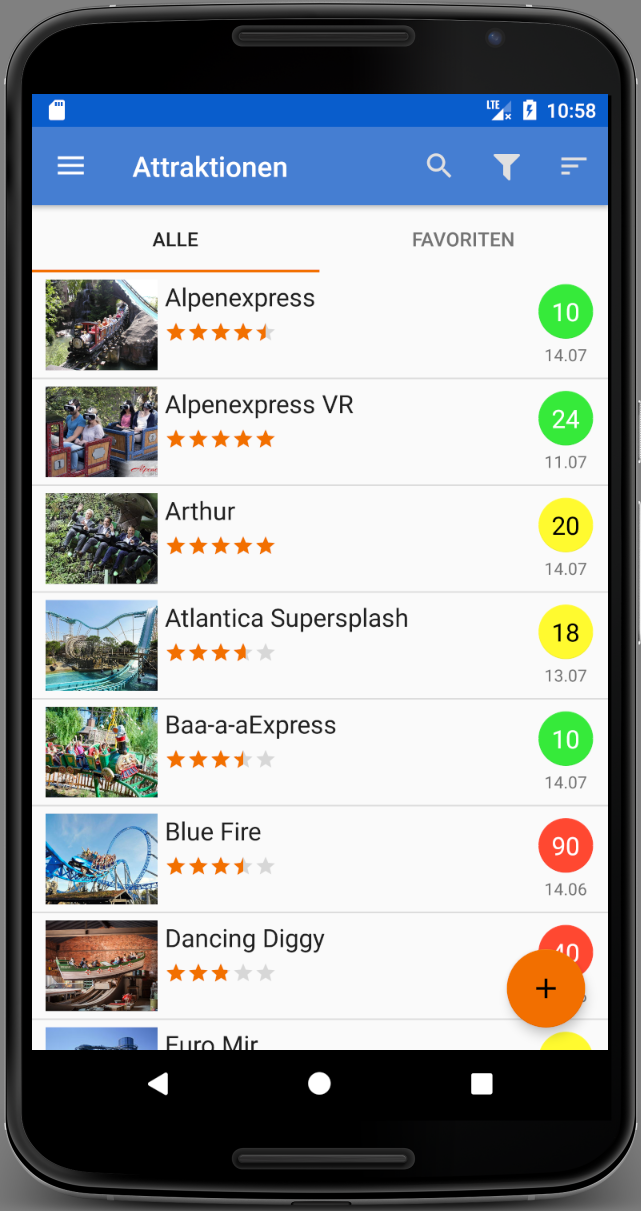 LTE 10:58
Attraktionen
ALLE FAVORITEN
Alpenexpress
10
14.07
Alpenexpress VR
24
11.07
Arthur
20
14.07
Atlantica Supersplash
18
13.07
Baa-a-aExpress
10
14.07
Blue Fire
90
14.06
Dancing Diggy
40
+
Euro Mir